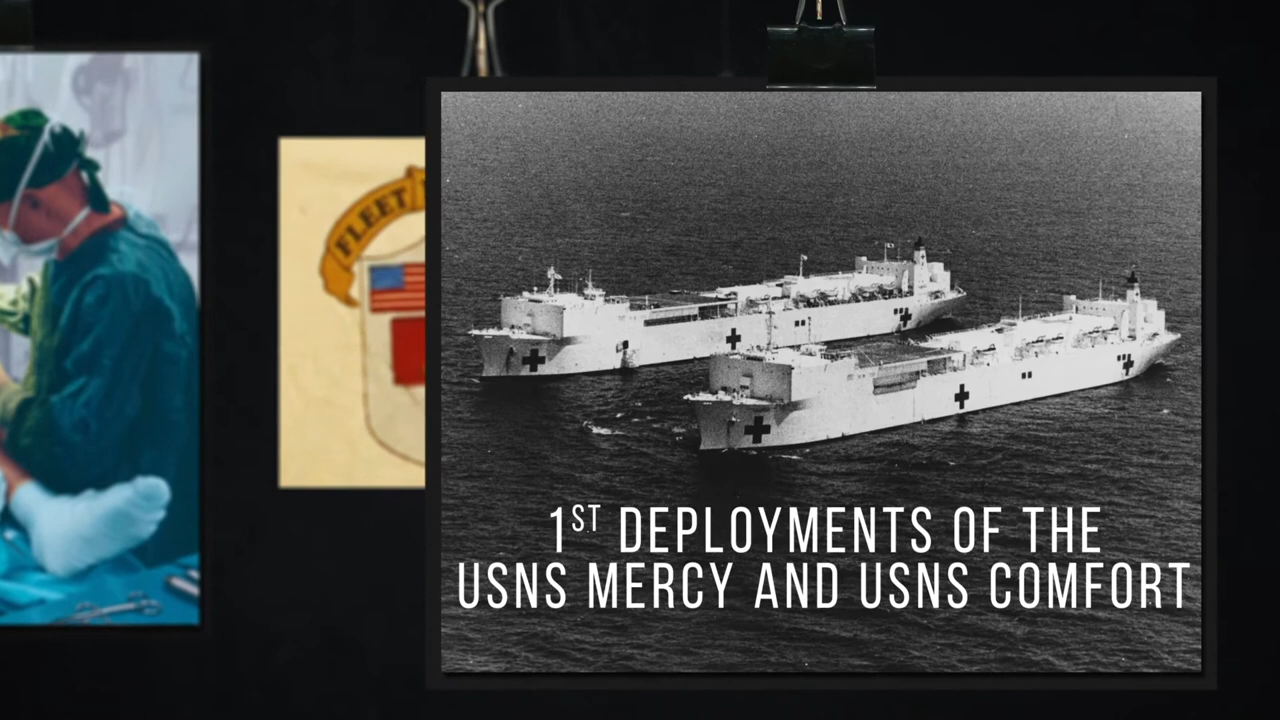 FLEET
1ST DEPLOYMENTS OF THE
USNS MERCY AND USNS COMFORT